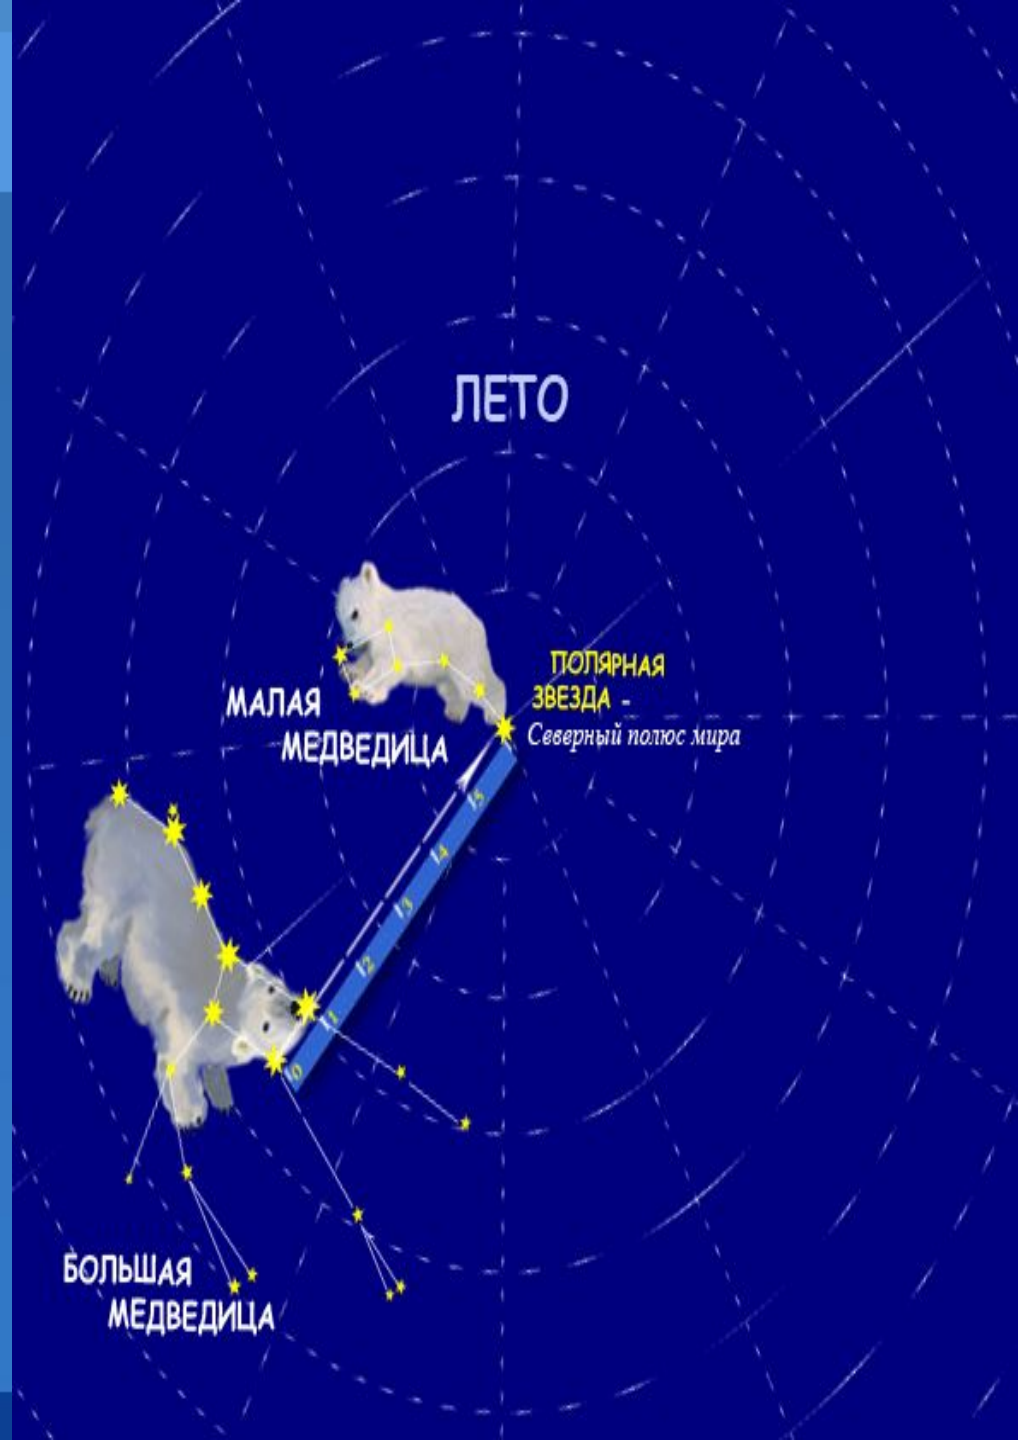 ЛЕТО
ПОЛЯРНАЯ
ЗВЕЗДА -
Северный полюс мира
МАЛАЯ
МЕДВЕДИЦА
5
4
3
2
1
0
БОЛЬШАЯ
МЕДВЕДИЦА